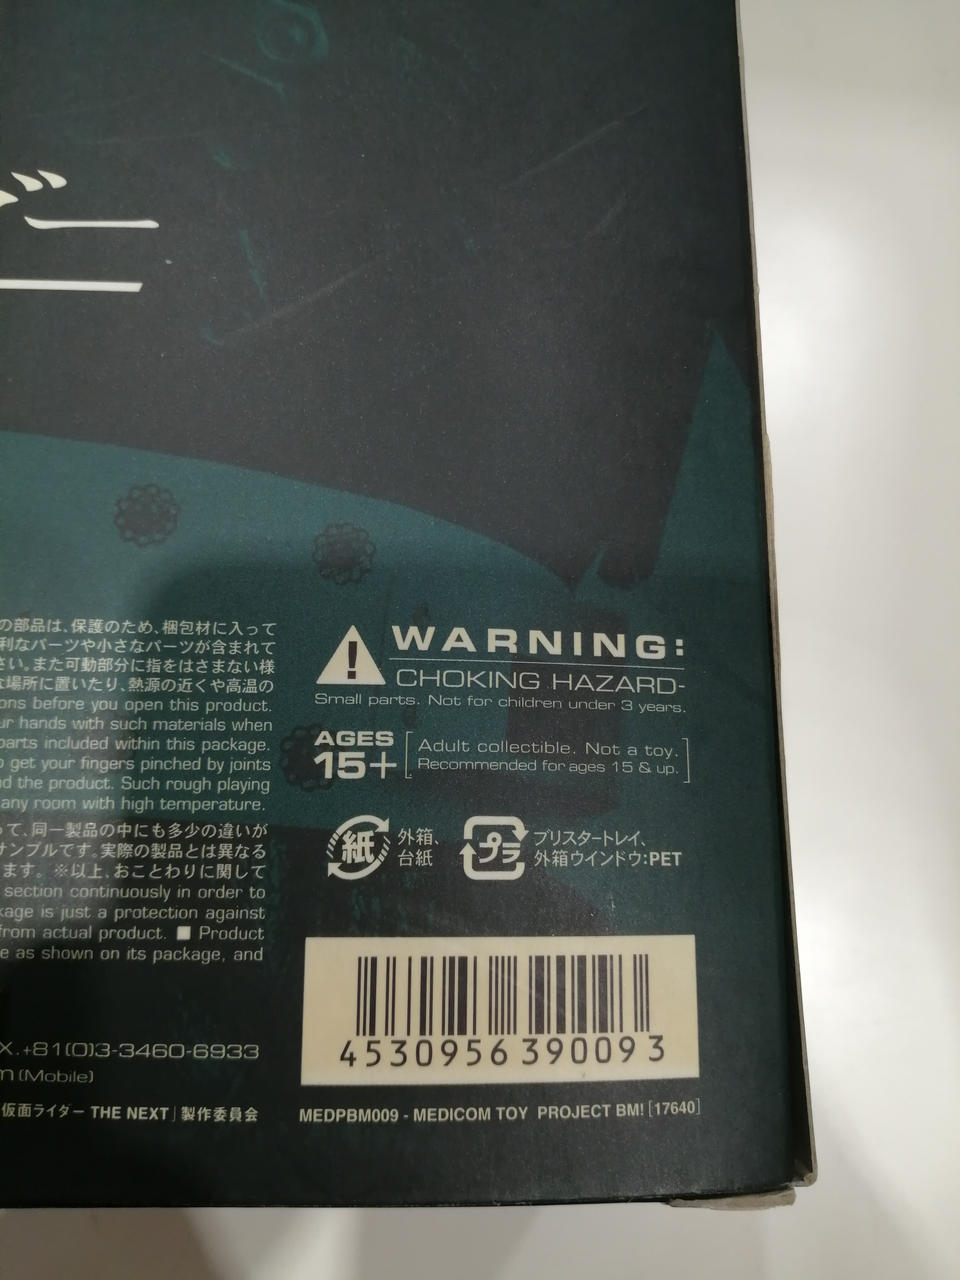 ダー
の部品は、保護のため、梱包材に入って
利なパーツや小さなパーツが含まれて
さい。また可動部分に指をはさまない様
な場所に置いたり、熱源の近くや高温の
ons before you open this product.
ur hands with such materials when
parts included within this package.
o get your fingers pinched by joints
nd the product. Such rough playing
any room with high temperature.
って、同一製品の中にも多少の違いが
サンプルです。実際の製品とは異なる
ます。※以上、おことわりに関して
section continuously in order to
kage is just a protection against
from actual product. ■ Product
e as shown on its package, and
X.+81(0)3-3460-6933
m (Mobile)
仮面ライダー THE NEXT」製作委員会
WARNING:
CHOKING HAZARD-
Small parts. Not for children under 3 years.
AGES
15+
Adult collectible. Not a toy.
Recommended for ages 15 & up.
紙
外箱、
台紙
プラ
ブリスタートレイ、
外箱ウインドウ:PET
4530956390093
MEDPBM009 - MEDICOM TOY PROJECT BM! [17640]